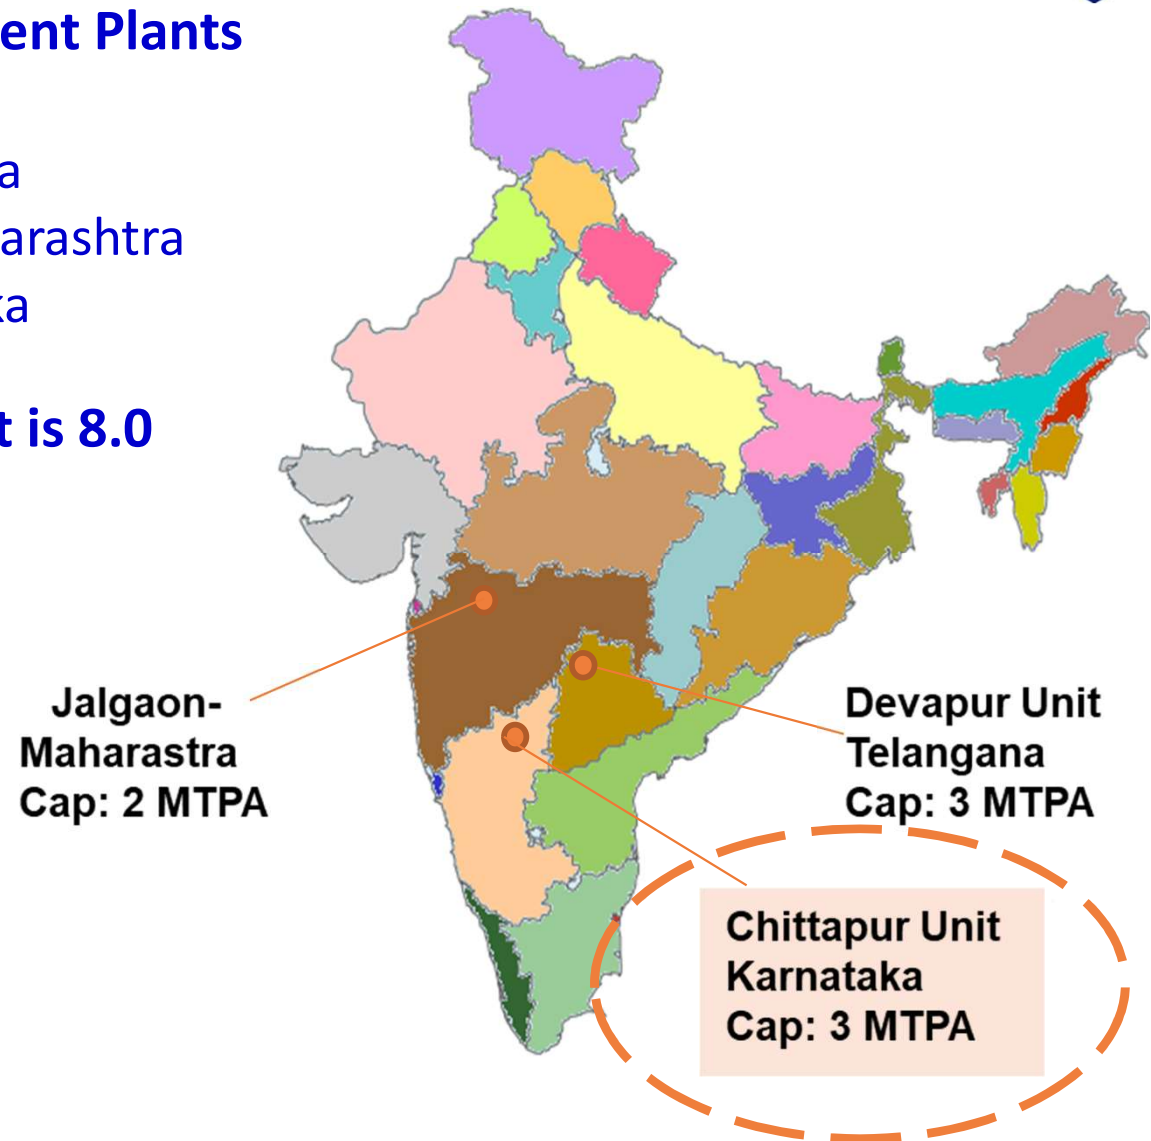 ent Plants
a
arashtra
ka
t is 8.0
Jalgaon-
Maharastra
Cap: 2 MTPA
Devapur Unit
Telangana
Cap: 3 MTPA
Chittapur Unit
Karnataka
Cap: 3 MTPA